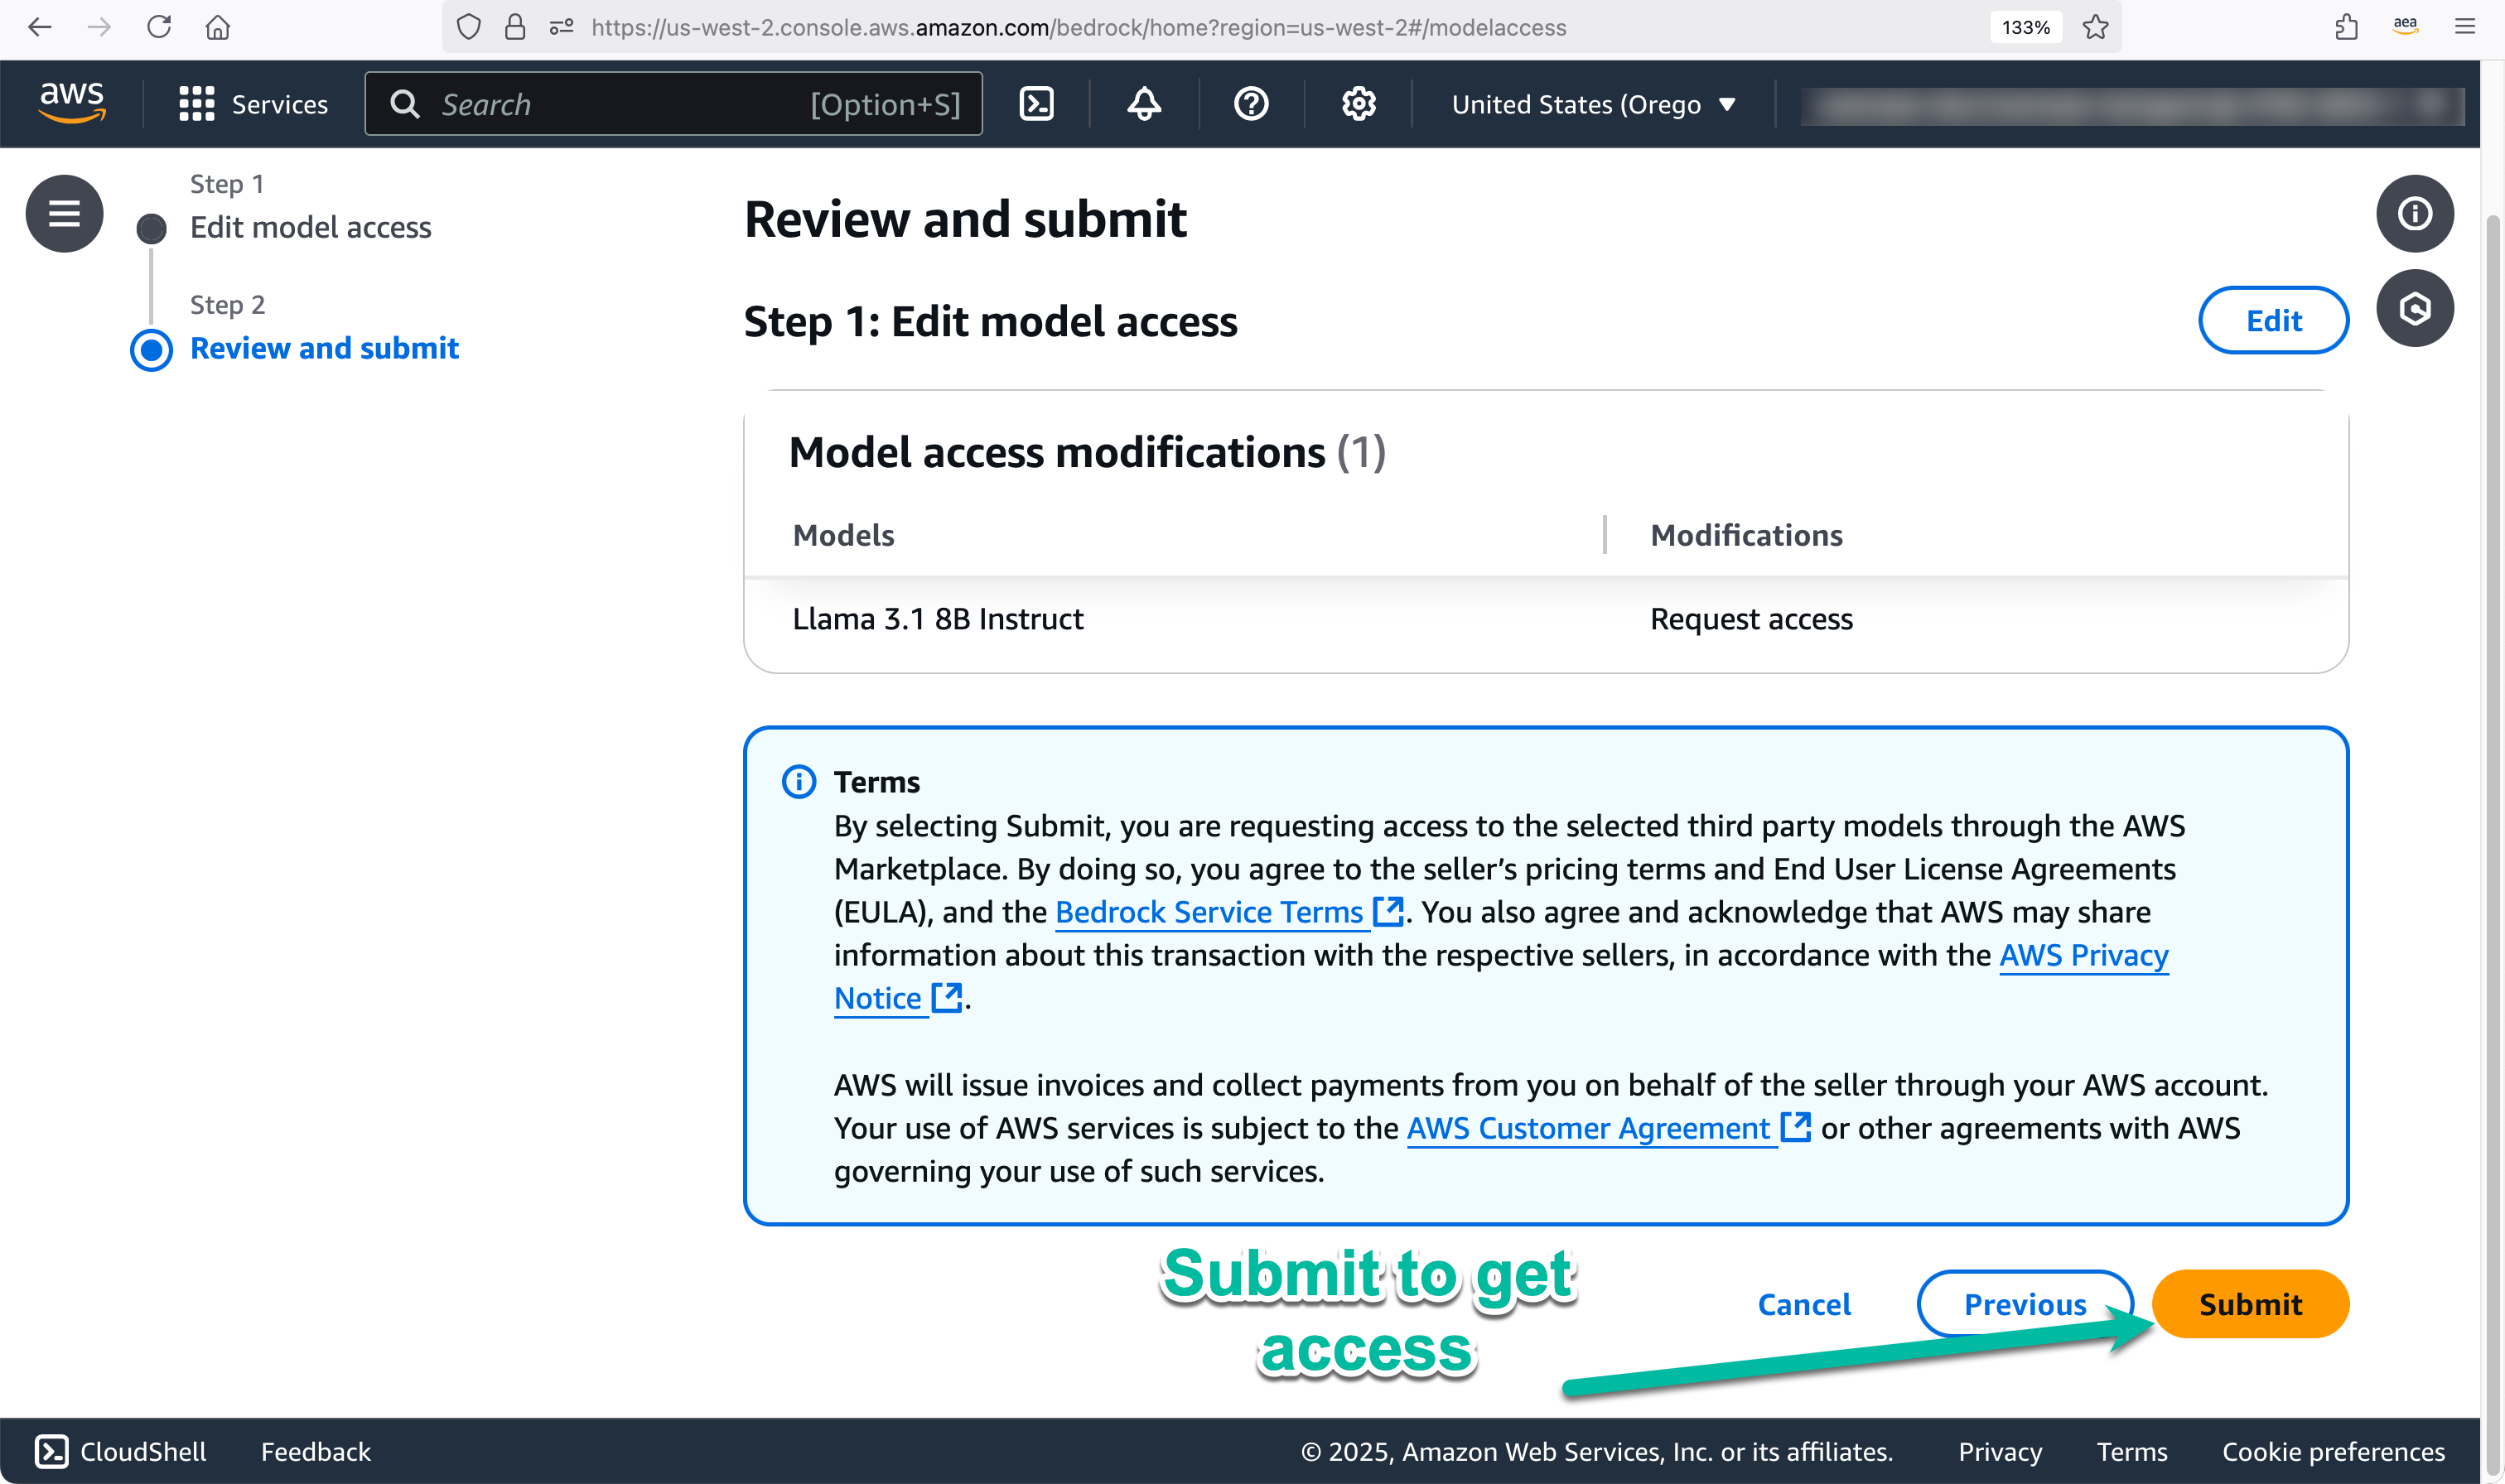 https://us-west-2.console.aws.amazon.com/bedrock/home?region=us-west-2#/modelaccess
133%
aea
aws
Services
Search
[Option+S]
United States (Orego
Step 1
Edit model access
Step 2
Review and submit
Review and submit
Step 1: Edit model access
Edit
Model access modifications (1)
Models
Modifications
Llama 3.1 8B Instruct
Request access
Terms
By selecting Submit, you are requesting access to the selected third party models through the AWS
Marketplace. By doing so, you agree to the seller’s pricing terms and End User License Agreements
(EULA), and the Bedrock Service Terms. You also agree and acknowledge that AWS may share
information about this transaction with the respective sellers, in accordance with the AWS Privacy
Notice.
AWS will issue invoices and collect payments from you on behalf of the seller through your AWS account.
Your use of AWS services is subject to the AWS Customer Agreement or other agreements with AWS
governing your use of such services.
Submit to get
access
Cancel
Previous
Submit
CloudShell
Feedback
© 2025, Amazon Web Services, Inc. or its affiliates.
Privacy
Terms
Cookie preferences